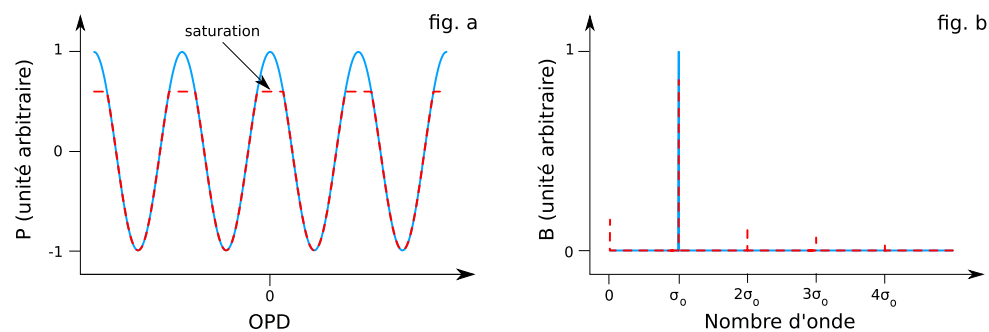 fig. a
saturation
P (unité arbitraire)
1
0
-1
0
OPD
fig. b
B (unité arbitraire)
1
0
0
σo
2σo
3σo
4σo
Nombre d'onde